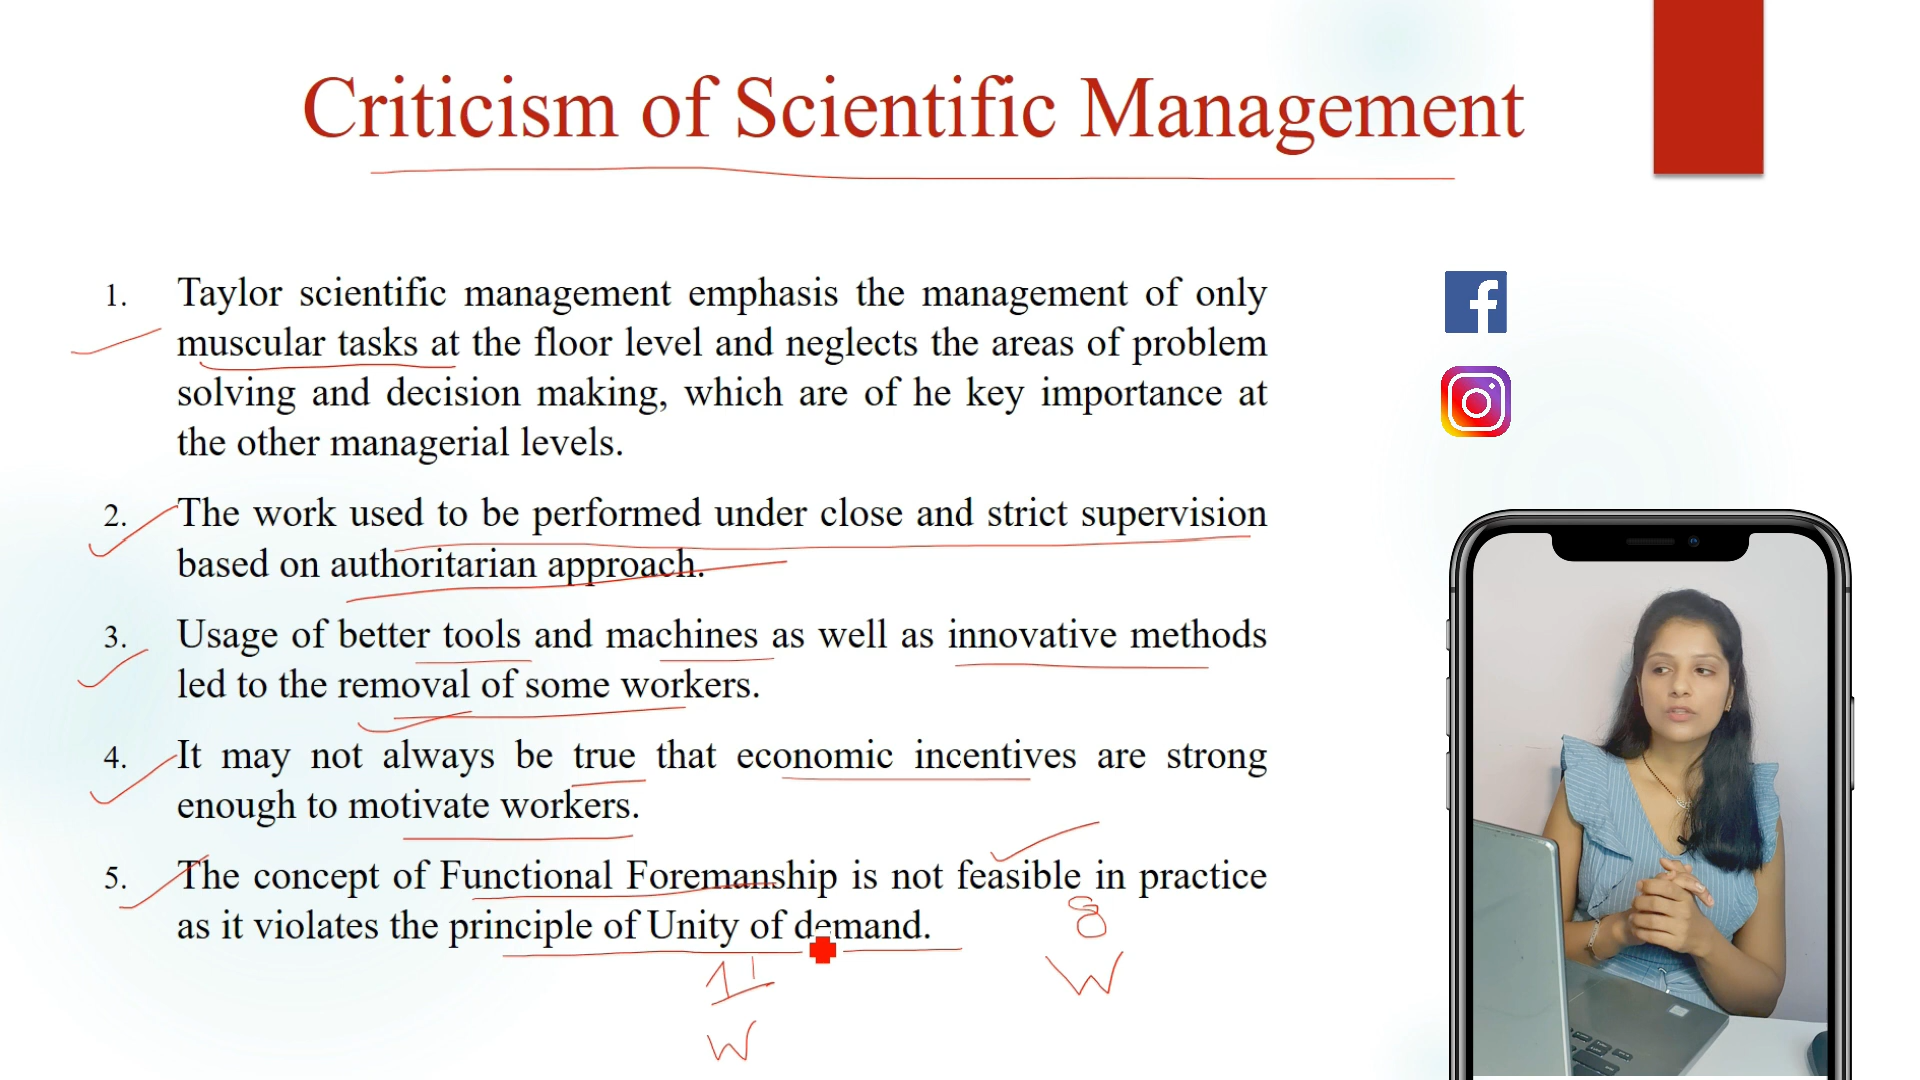 Criticism of Scientific Management
1. Taylor scientific management emphasis the management of only
muscular tasks at the floor level and neglects the areas of problem
solving and decision making, which are of he key importance at
the other managerial levels.
2. The work used to be performed under close and strict supervision
based on authoritarian approach.
3. Usage of better tools and machines as well as innovative methods
led to the removal of some workers.
4. It may not always be true that economic incentives are strong
enough to motivate workers.
5. The concept of Functional Foremanship is not feasible in practice
as it violates the principle of Unity of demand.
8
W
1
W